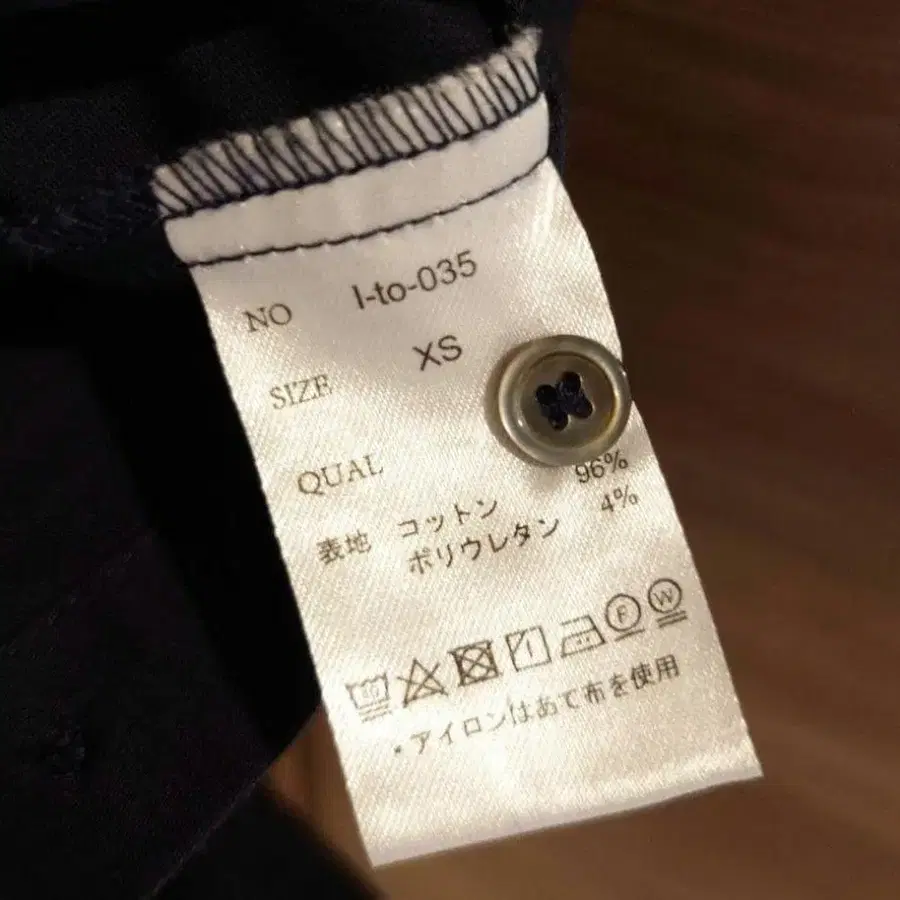 NO I-to-035
SIZE XS
QUAL
表地 コットン 96%
ポリウレタン 4%
F W
・アイロンはあて布を使用